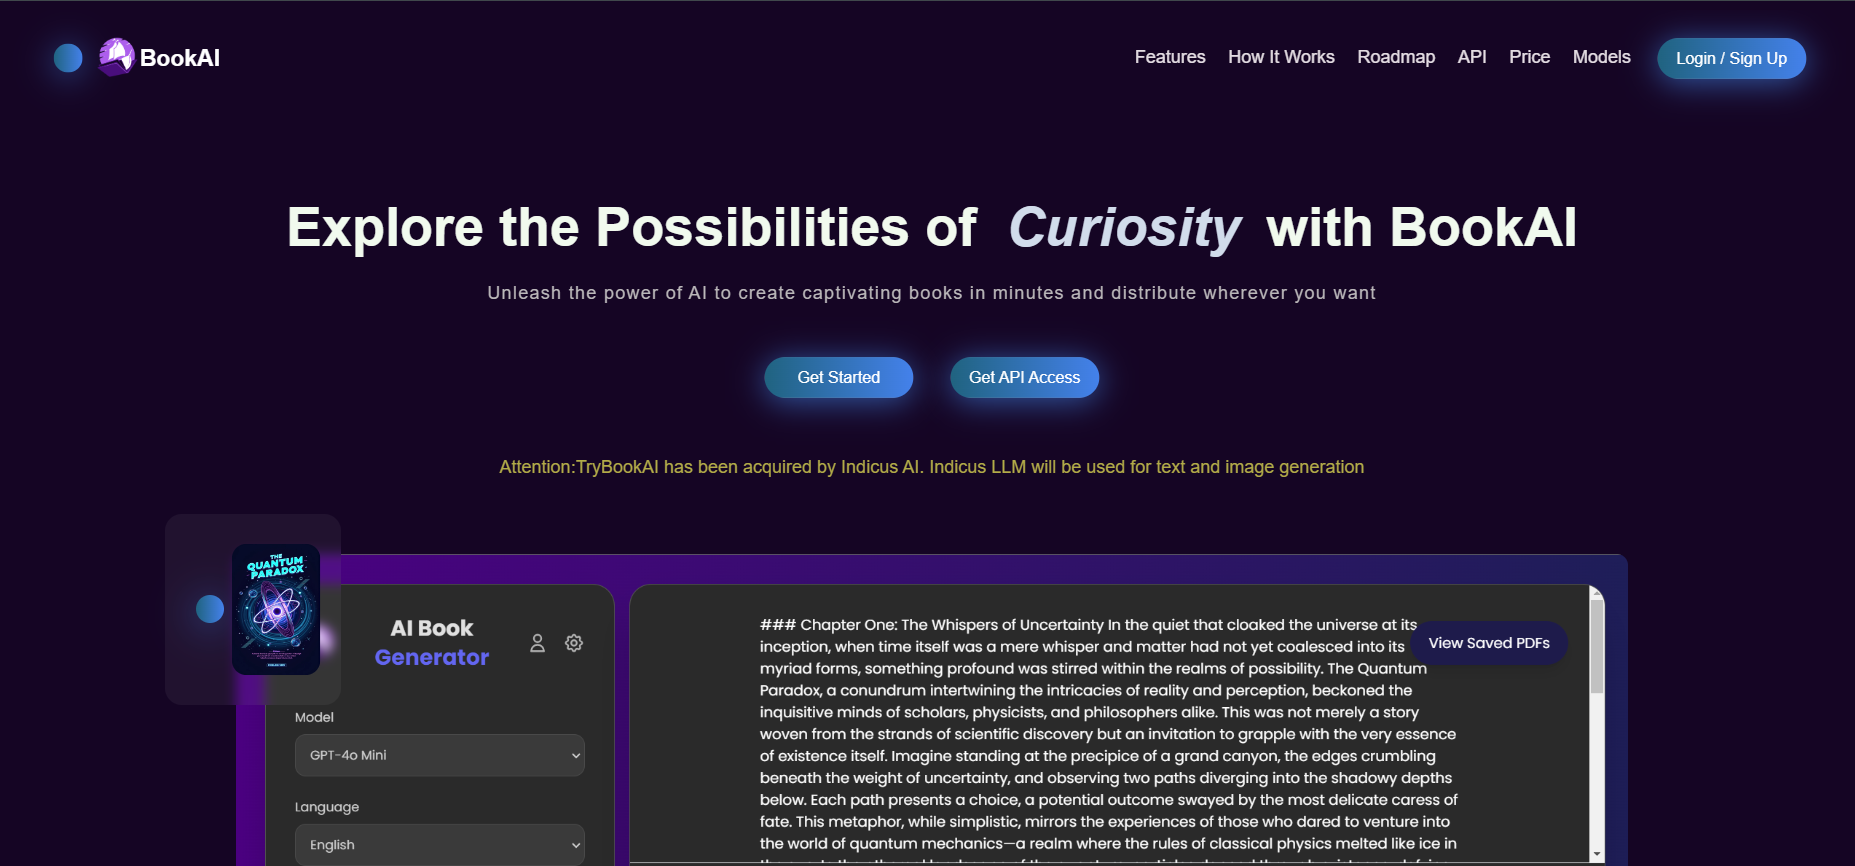 BookAI
Features How It Works Roadmap API Price Models Login / Sign Up
Explore the Possibilities of Curiosity with BookAI
Unleash the power of AI to create captivating books in minutes and distribute wherever you want
Get Started Get API Access
Attention:TryBookAI has been acquired by Indicus AI. Indicus LLM will be used for text and image generation
THE
QUANTUM
PARADOX
AI Book
Generator
Model
GPT-4o Mini
Language
English
### Chapter One: The Whispers of Uncertainty In the quiet that cloaked the universe at its
inception, when time itself was a mere whisper and matter had not yet coalesced into its
myriad forms, something profound was stirred within the realms of possibility. The Quantum
Paradox, a conundrum intertwining the intricacies of reality and perception, beckoned the
inquisitive minds of scholars, physicists, and philosophers alike. This was not merely a story
woven from the strands of scientific discovery but an invitation to grapple with the very essence
of existence itself. Imagine standing at the precipice of a grand canyon, the edges crumbling
beneath the weight of uncertainty, and observing two paths diverging into the shadowy depths
below. Each path presents a choice, a potential outcome swayed by the most delicate caress of
fate. This metaphor, while simplistic, mirrors the experiences of those who dared to venture into
the world of quantum mechanics—a realm where the rules of classical physics melted like ice in
View Saved PDFs